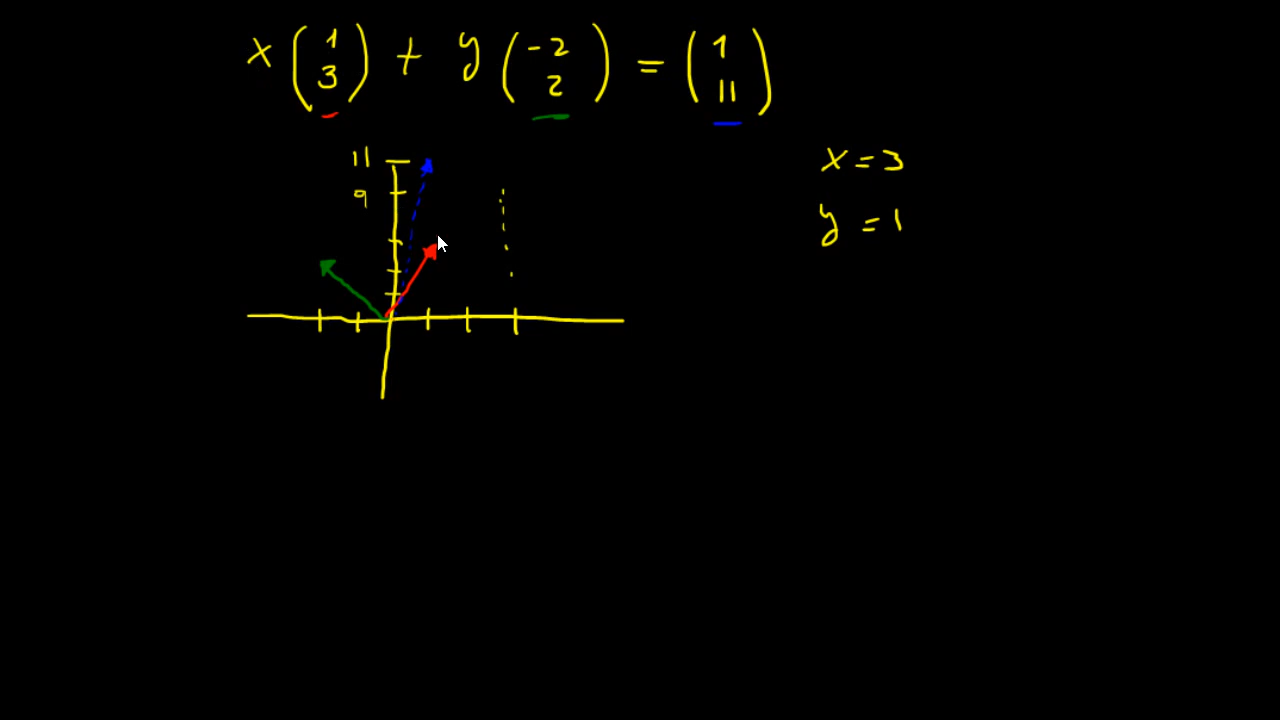 x (1 3) + y (-2 2) = (1 11)
11
9
x = 3
y = 1